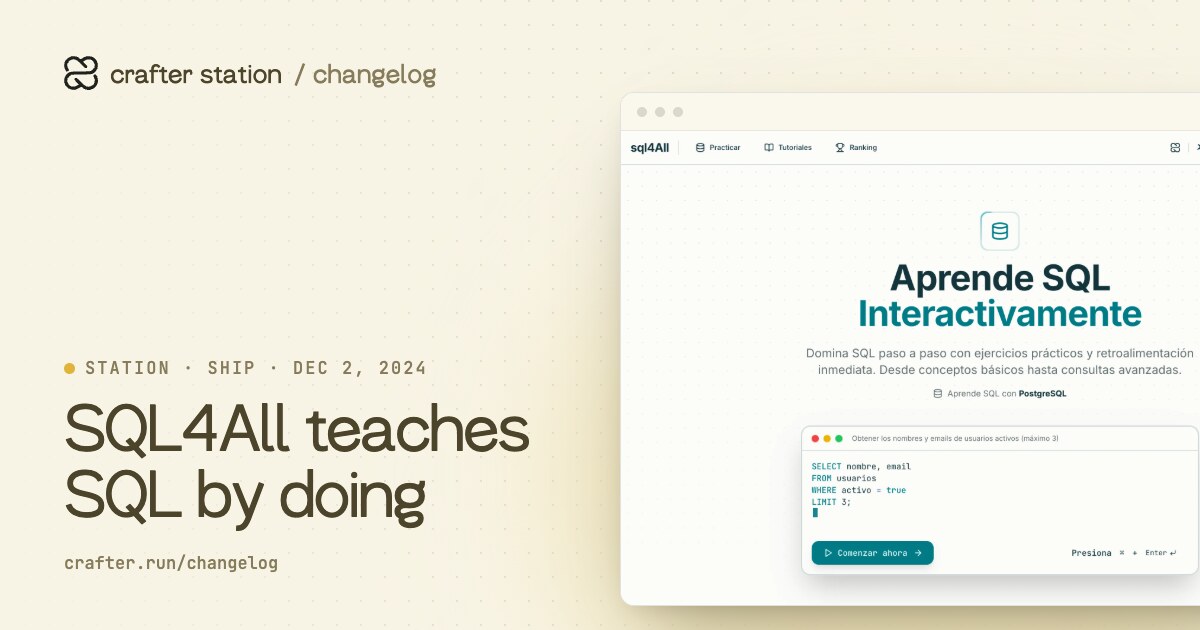 crafter station / changelog
STATION · SHIP · DEC 2, 2024
SQL4All teaches
SQL by doing
crafter.run/changelog
sql4All
Practicar
Tutoriales
Ranking
Aprende SQL
Interactivamente
Domina SQL paso a paso con ejercicios prácticos y retroalimentación
inmediata. Desde conceptos básicos hasta consultas avanzadas.
Aprende SQL con PostgreSQL
Obtener los nombres y emails de usuarios activos (máximo 3)
SELECT nombre, email
FROM usuarios
WHERE activo = true
LIMIT 3;
Comenzar ahora →
Presiona ⌘ + Enter ↵